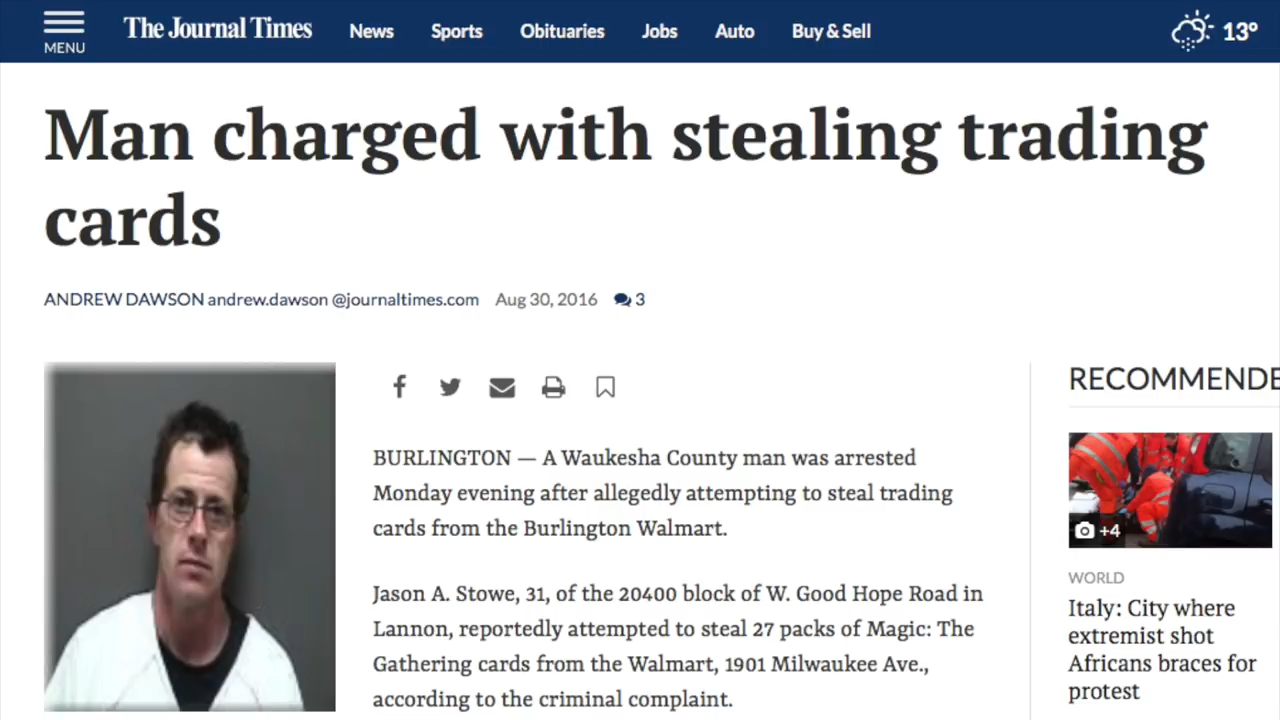 MENU
The Journal Times
News
Sports
Obituaries
Jobs
Auto
Buy & Sell
13°
Man charged with stealing trading
cards
ANDREW DAWSON andrew.dawson @journaltimes.com Aug 30, 2016 3
BURLINGTON — A Waukesha County man was arrested
Monday evening after allegedly attempting to steal trading
cards from the Burlington Walmart.
Jason A. Stowe, 31, of the 20400 block of W. Good Hope Road in
Lannon, reportedly attempted to steal 27 packs of Magic: The
Gathering cards from the Walmart, 1901 Milwaukee Ave.,
according to the criminal complaint.
RECOMMENDE
+4
WORLD
Italy: City where
extremist shot
Africans braces for
protest